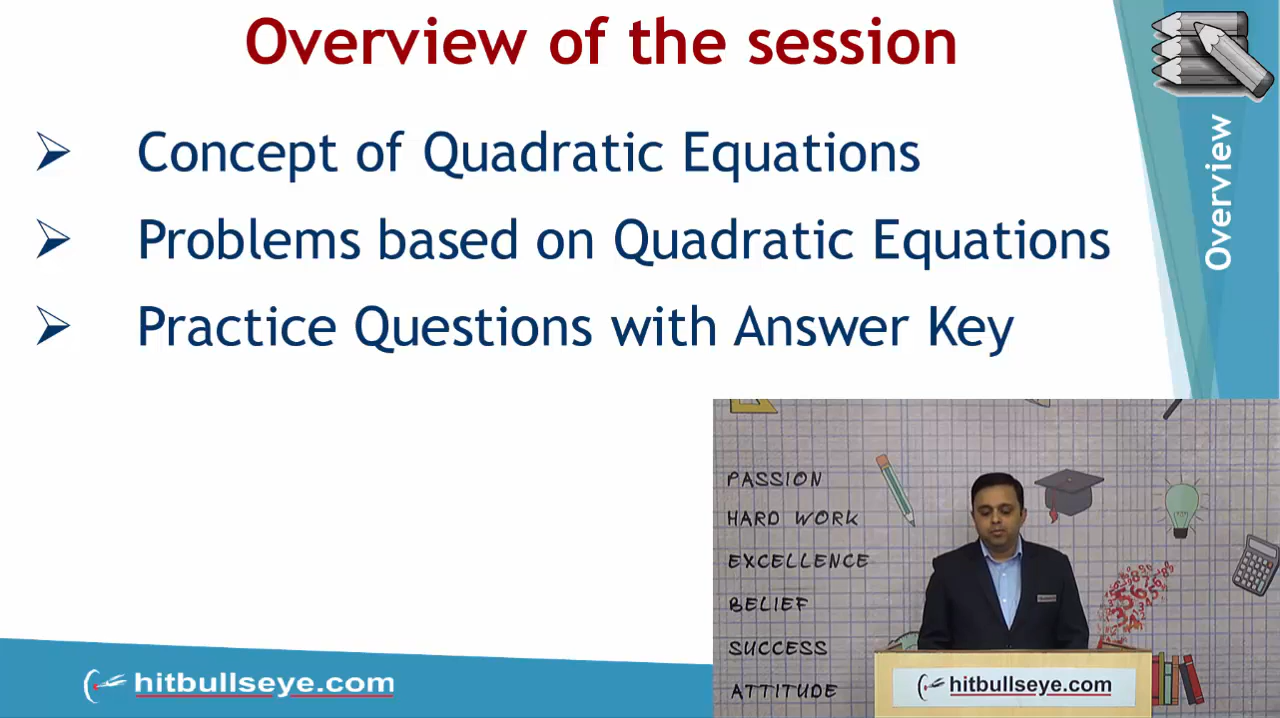 Overview of the session
Concept of Quadratic Equations
Problems based on Quadratic Equations
Practice Questions with Answer Key
Overview
PASSION
HARD WORK
EXCELLENCE
BELIEF
SUCCESS
ATTITUDE
hitbullseye.com
hitbullseye.com